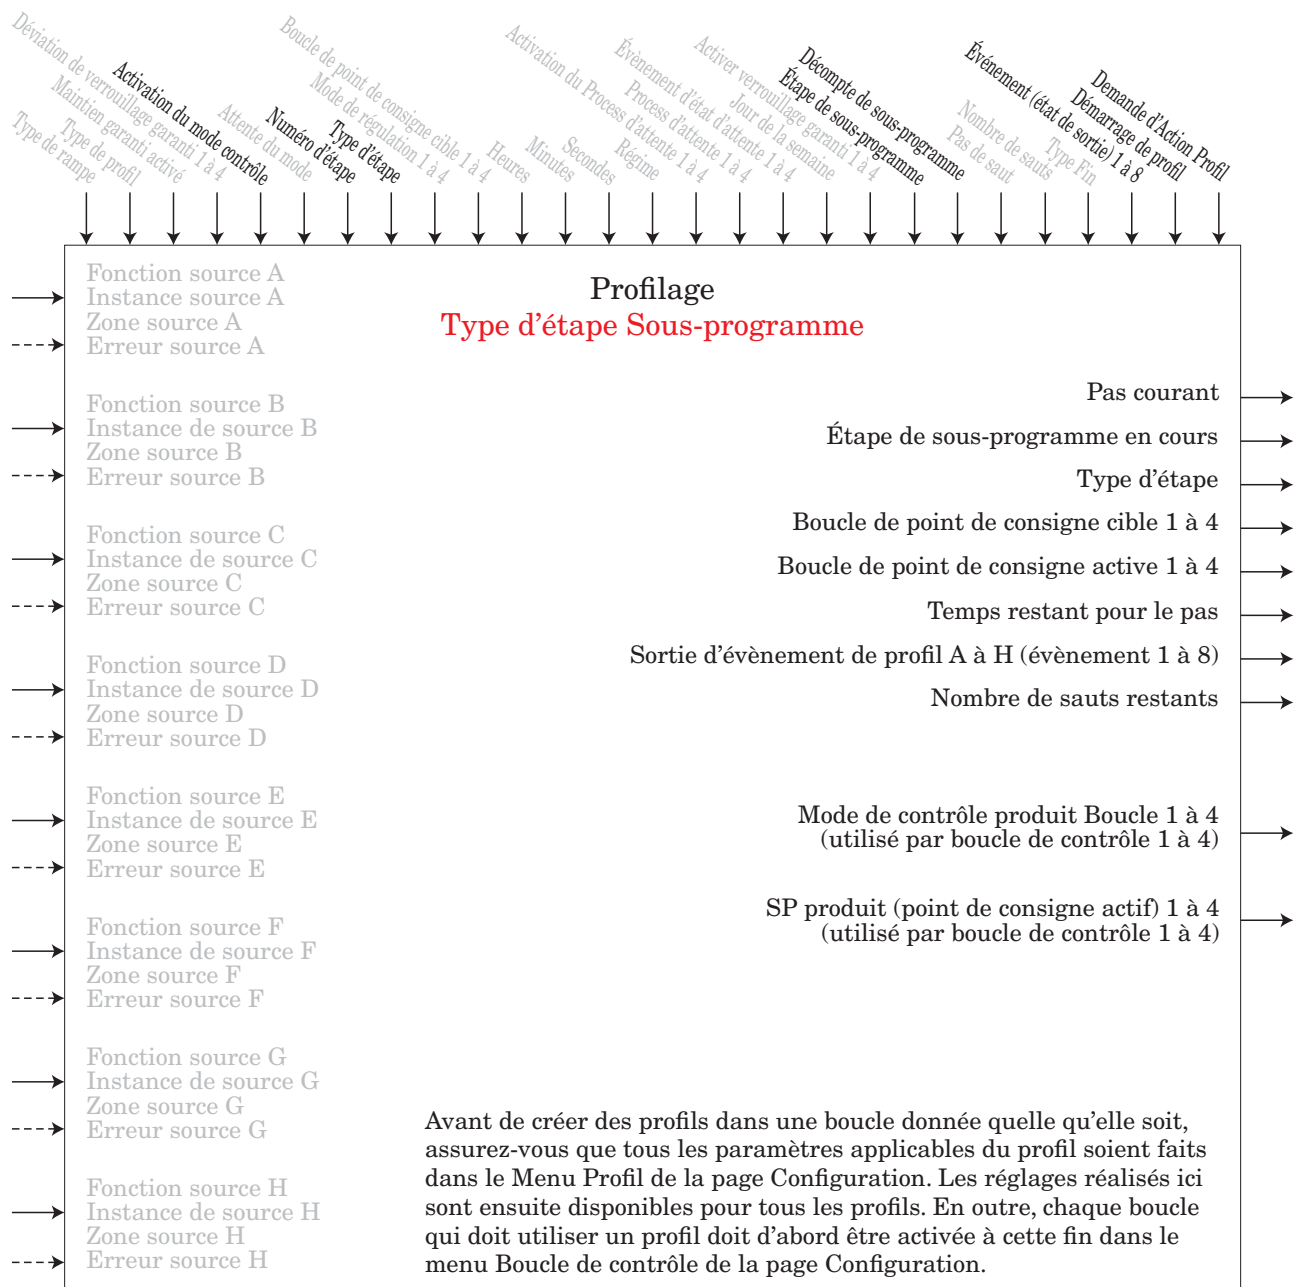 Type de rampe
Type de profil
Maintien garanti activé
Déviation de verrouillage garanti 1 à 4
Activation du mode contrôle
Attente du mode
Numéro d'étape
Type d'étape
Mode de régulation 1 à 4
Boucle de point de consigne cible 1 à 4
Heures
Minutes
Secondes
Régime
Activation du Process d'attente 1 à 4
Process d'attente 1 à 4
Évènement d'état d'attente 1 à 4
Jour de la semaine
Activer verrouillage garanti 1 à 4
Étape de sous-programme
Décompte de sous-programme
Pas de saut
Nombre de sauts
Type Fin
Événement (état de sortie) 1 à 8
Démarrage de profil
Demande d'Action Profil
Profilage
Type d'étape Sous-programme
Fonction source A
Instance source A
Zone source A
Erreur source A
Fonction source B
Instance de source B
Zone source B
Erreur source B
Fonction source C
Instance de source C
Zone source C
Erreur source C
Fonction source D
Instance de source D
Zone source D
Erreur source D
Fonction source E
Instance de source E
Zone source E
Erreur source E
Fonction source F
Instance de source F
Zone source F
Erreur source F
Fonction source G
Instance de source G
Zone source G
Erreur source G
Fonction source H
Instance de source H
Zone source H
Erreur source H
Pas courant
Étape de sous-programme en cours
Type d'étape
Boucle de point de consigne cible 1 à 4
Boucle de point de consigne active 1 à 4
Temps restant pour le pas
Sortie d'évènement de profil A à H (évènement 1 à 8)
Nombre de sauts restants
Mode de contrôle produit Boucle 1 à 4
(utilisé par boucle de contrôle 1 à 4)
SP produit (point de consigne actif) 1 à 4
(utilisé par boucle de contrôle 1 à 4)
Avant de créer des profils dans une boucle donnée quelle qu'elle soit,
assurez-vous que tous les paramètres applicables du profil soient faits
dans le Menu Profil de la page Configuration. Les réglages réalisés ici
sont ensuite disponibles pour tous les profils. En outre, chaque boucle
qui doit utiliser un profil doit d'abord être activée à cette fin dans le
menu Boucle de contrôle de la page Configuration.